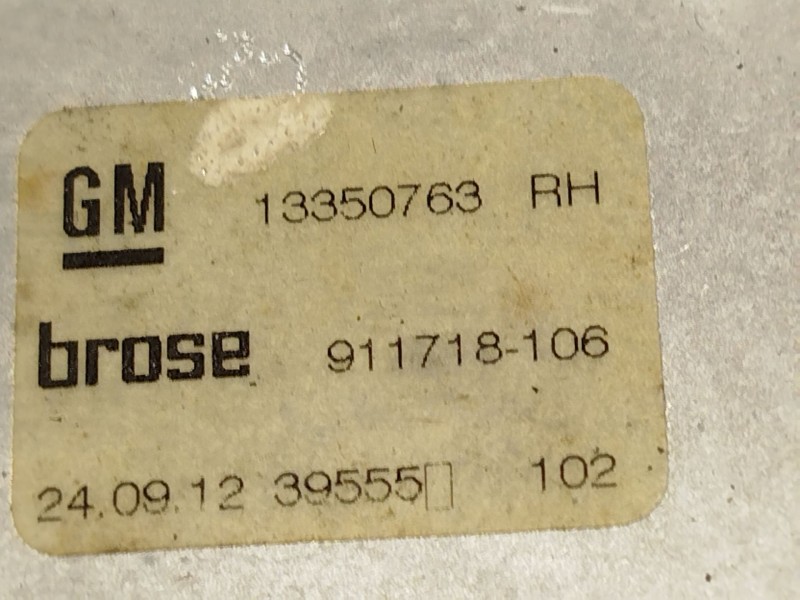 GM 13350763 RH
brose 911718-106
24.09.12 39555▯ 102